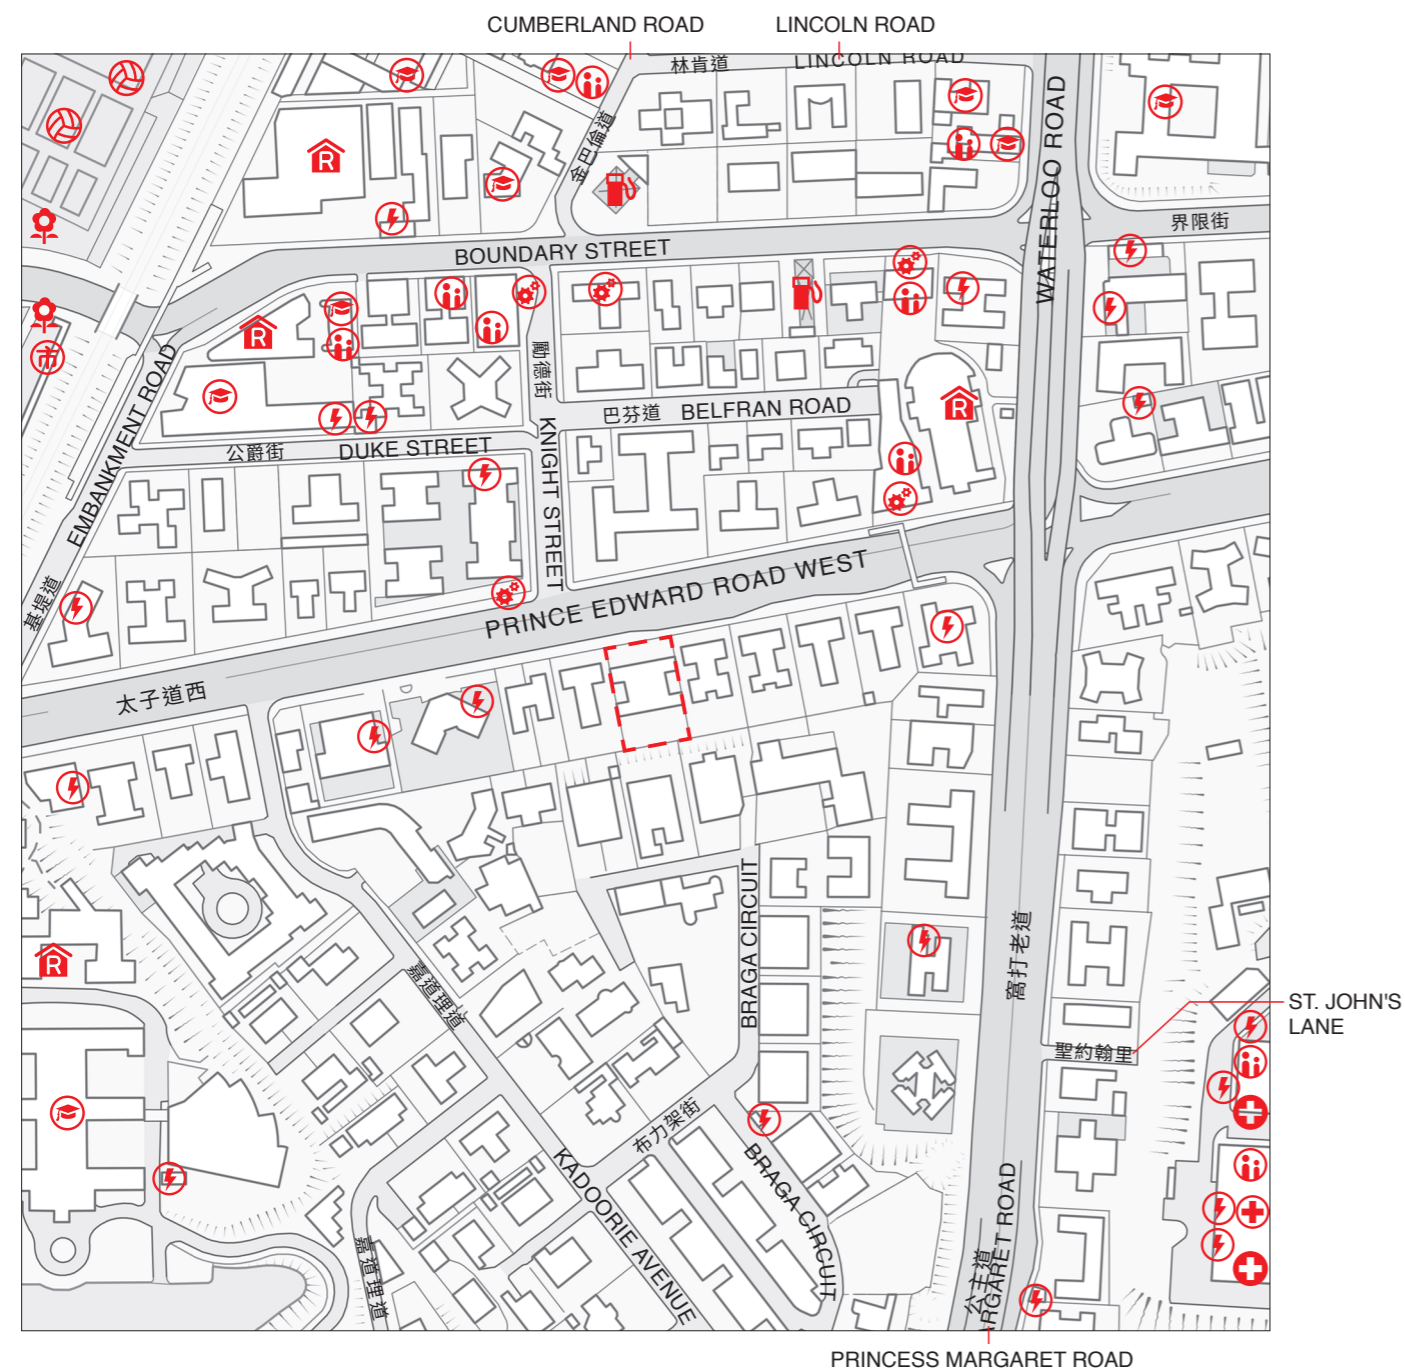 CUMBERLAND ROAD
LINCOLN ROAD
林肯道
LINCOLN ROAD
金巴倫道
WATERLOO ROAD
R
界限街
BOUNDARY STREET
R
市
勵德街
巴芬道
BELFRAN ROAD
R
EMBANKMENT ROAD
公爵街
DUKE STREET
KNIGHT STREET
基堤道
PRINCE EDWARD ROAD WEST
太子道西
BRAGA CIRCUIT
R
嘉道理道
窩打老道
ST. JOHN'S
LANE
聖約翰里
布力架街
KADOORIE AVENUE
BRAGA CIRCUIT
嘉道理道
公主道
ARGARET ROAD
PRINCESS MARGARET ROAD